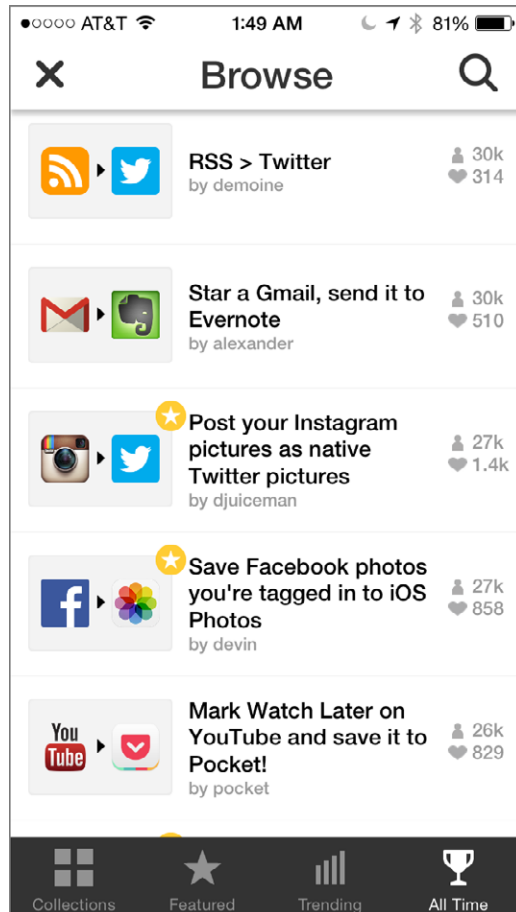 AT&T 1:49 AM 81%
Browse
RSS > Twitter
by demoine
30k
314
Star a Gmail, send it to
Evernote
by alexander
30k
510
Post your Instagram
pictures as native
Twitter pictures
by djuiceman
27k
1.4k
Save Facebook photos
you're tagged in to iOS
Photos
by devin
27k
858
You
Tube
Mark Watch Later on
YouTube and save it to
Pocket!
by pocket
26k
829
Collections Featured Trending All Time